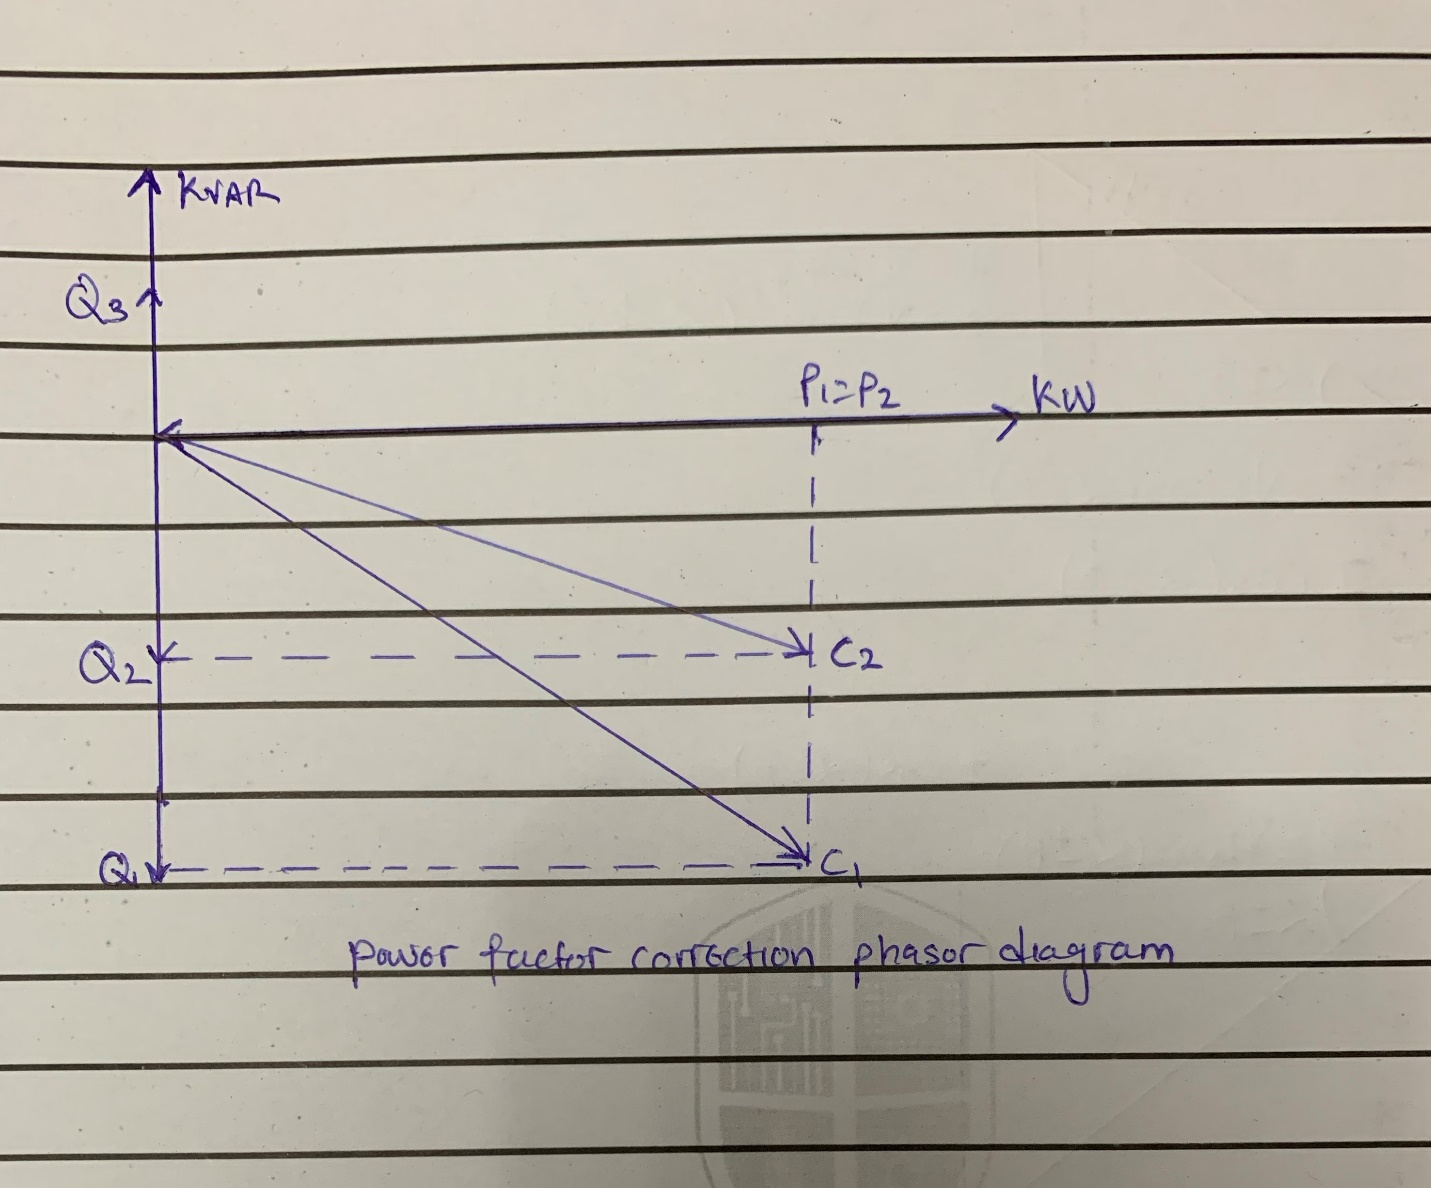 KVAR
Q3
P1=P2 KW
Q2 C2
Q1 C1
power factor correction phasor diagram